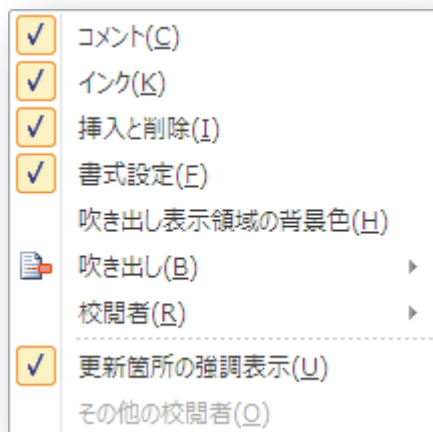 コメント(C)
インク(K)
挿入と削除(I)
書式設定(F)
吹き出し表示領域の背景色(H)
吹き出し(B)
校閲者(R)
更新箇所の強調表示(U)
その他の校閲者(O)